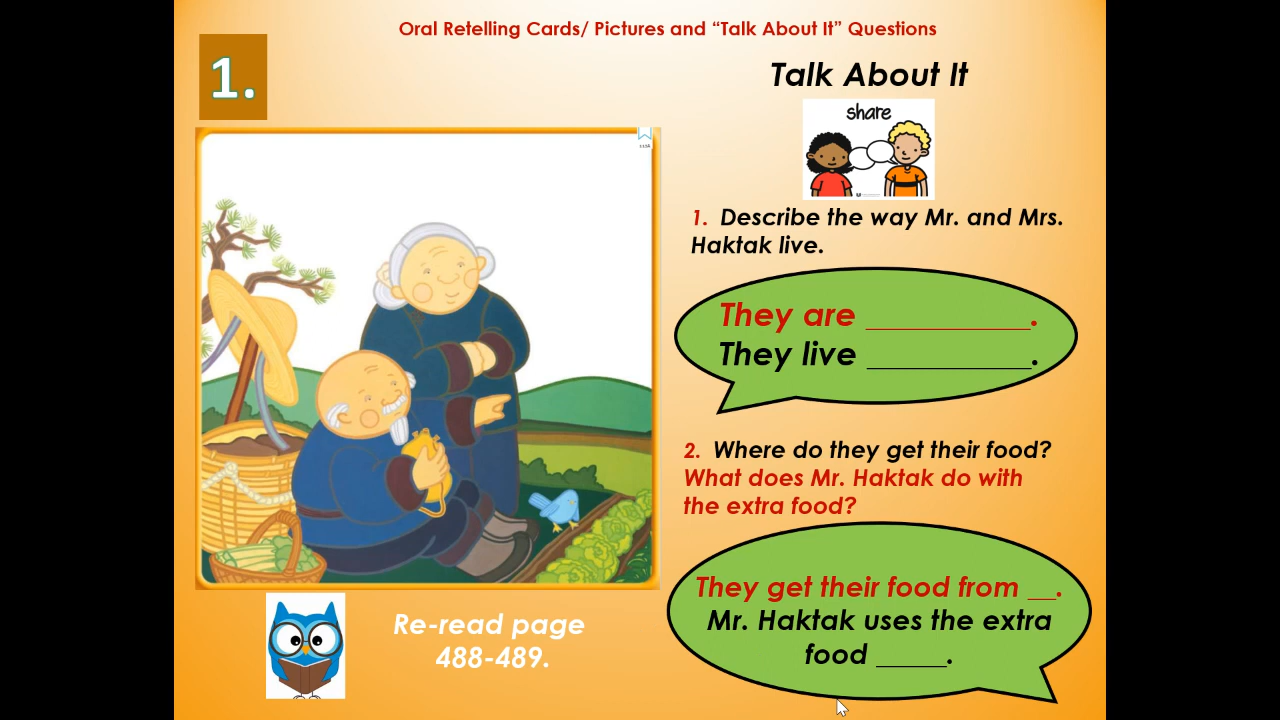 Oral Retelling Cards/ Pictures and “Talk About It” Questions
1.
Talk About It
share
1. Describe the way Mr. and Mrs.
Haktak live.
They are __________.
They live __________.
2. Where do they get their food?
What does Mr. Haktak do with
the extra food?
They get their food from __.
Mr. Haktak uses the extra
food _____.
Re-read page
488-489.